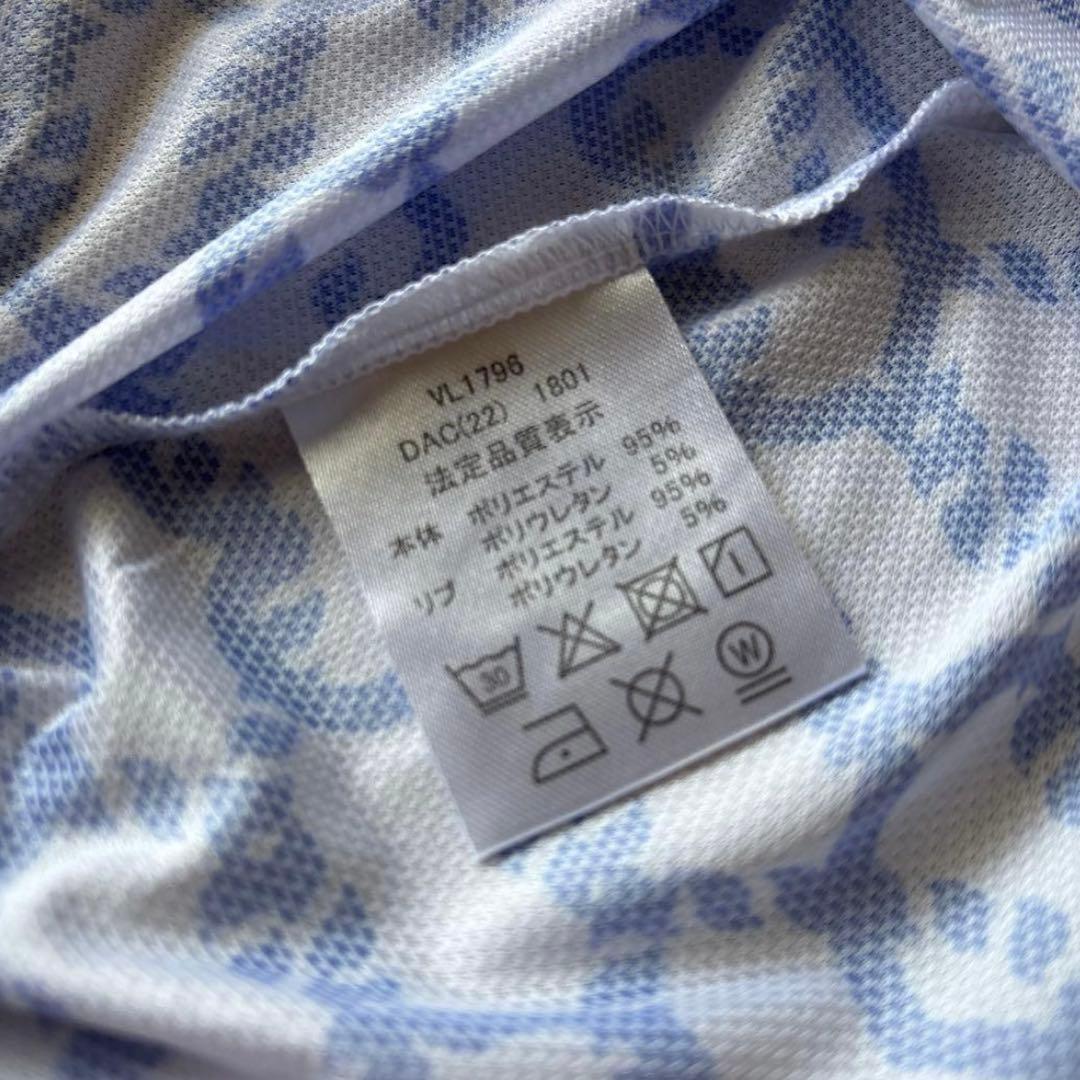 VL1796
DAC(22) 1801
法定品質表示
本体 ポリエステル 95%
ポリウレタン 5%
リブ ポリエステル 95%
ポリウレタン 5%
30
W